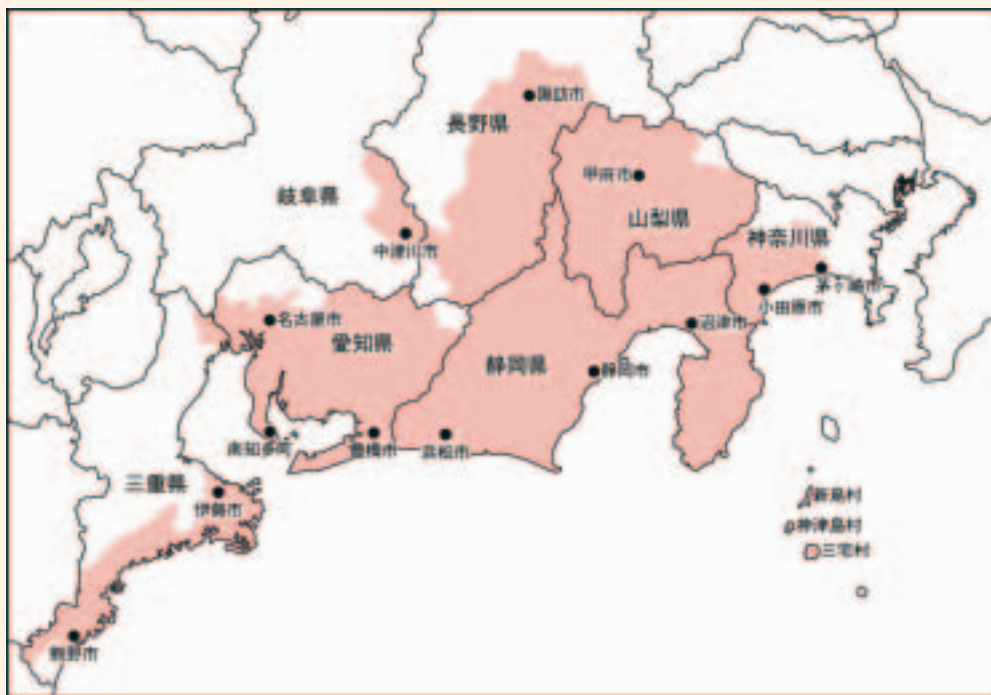 諏訪市
長野県
甲府市
岐阜県
山梨県
中津川市
神奈川県
茅ヶ崎市
小田原市
名古屋市
沼津市
愛知県
静岡県
静岡市
南知多町
豊橋市
浜松市
三重県
伊勢市
新島村
神津島村
三宅村
熊野市